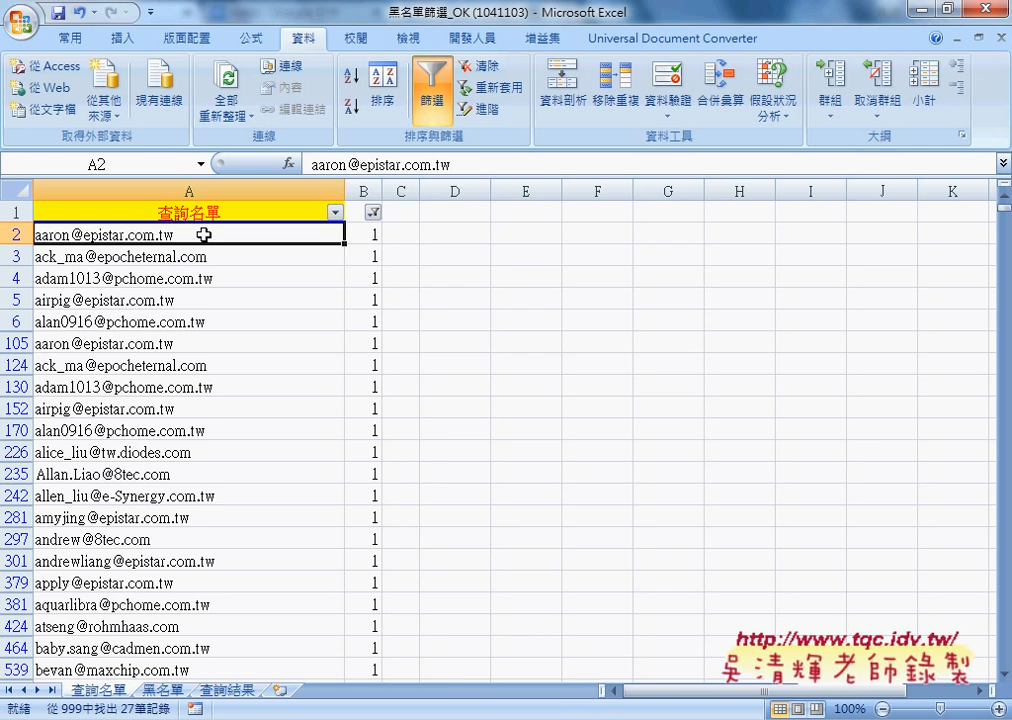 黑名單篩選_OK (1041103) - Microsoft Excel
常用 插入 版面配置 公式 資料 校閱 檢視 開發人員 增益集 Universal Document Converter
從 Access
從 Web
從文字檔
從其他來源
現有連線
取得外部資料
全部重新整理
連線
內容
編輯連結
連線
排序
篩選
清除
重新套用
進階
排序與篩選
資料剖析 移除重複 資料驗證 合併彙算 假設狀況分析
資料工具
群組 取消群組 小計
大綱
A2 fx aaron@epistar.com.tw
A B C D E F G H I J K
1 查詢名單
2 aaron@epistar.com.tw 1
3 ack_ma@epocheternal.com 1
4 adam1013@pchome.com.tw 1
5 airpig@epistar.com.tw 1
6 alan0916@pchome.com.tw 1
105 aaron@epistar.com.tw 1
124 ack_ma@epocheternal.com 1
130 adam1013@pchome.com.tw 1
152 airpig@epistar.com.tw 1
170 alan0916@pchome.com.tw 1
226 alice_liu@tw.diodes.com 1
235 Allan.Liao@8tec.com 1
242 allen_liu@e-Synergy.com.tw 1
281 amyjing@epistar.com.tw 1
297 andrew@8tec.com 1
301 andrewliang@epistar.com.tw 1
379 apply@epistar.com.tw 1
381 aquarlibra@pchome.com.tw 1
424 atseng@rohmhaas.com 1
464 baby.sang@cadmen.com.tw 1
539 bevan@maxchip.com.tw 1
http://www.tqc.idv.tw/
吳清輝老師錄製
查詢名單 黑名單 查詢結果
就緒 從 999中找出 27筆記錄 100%